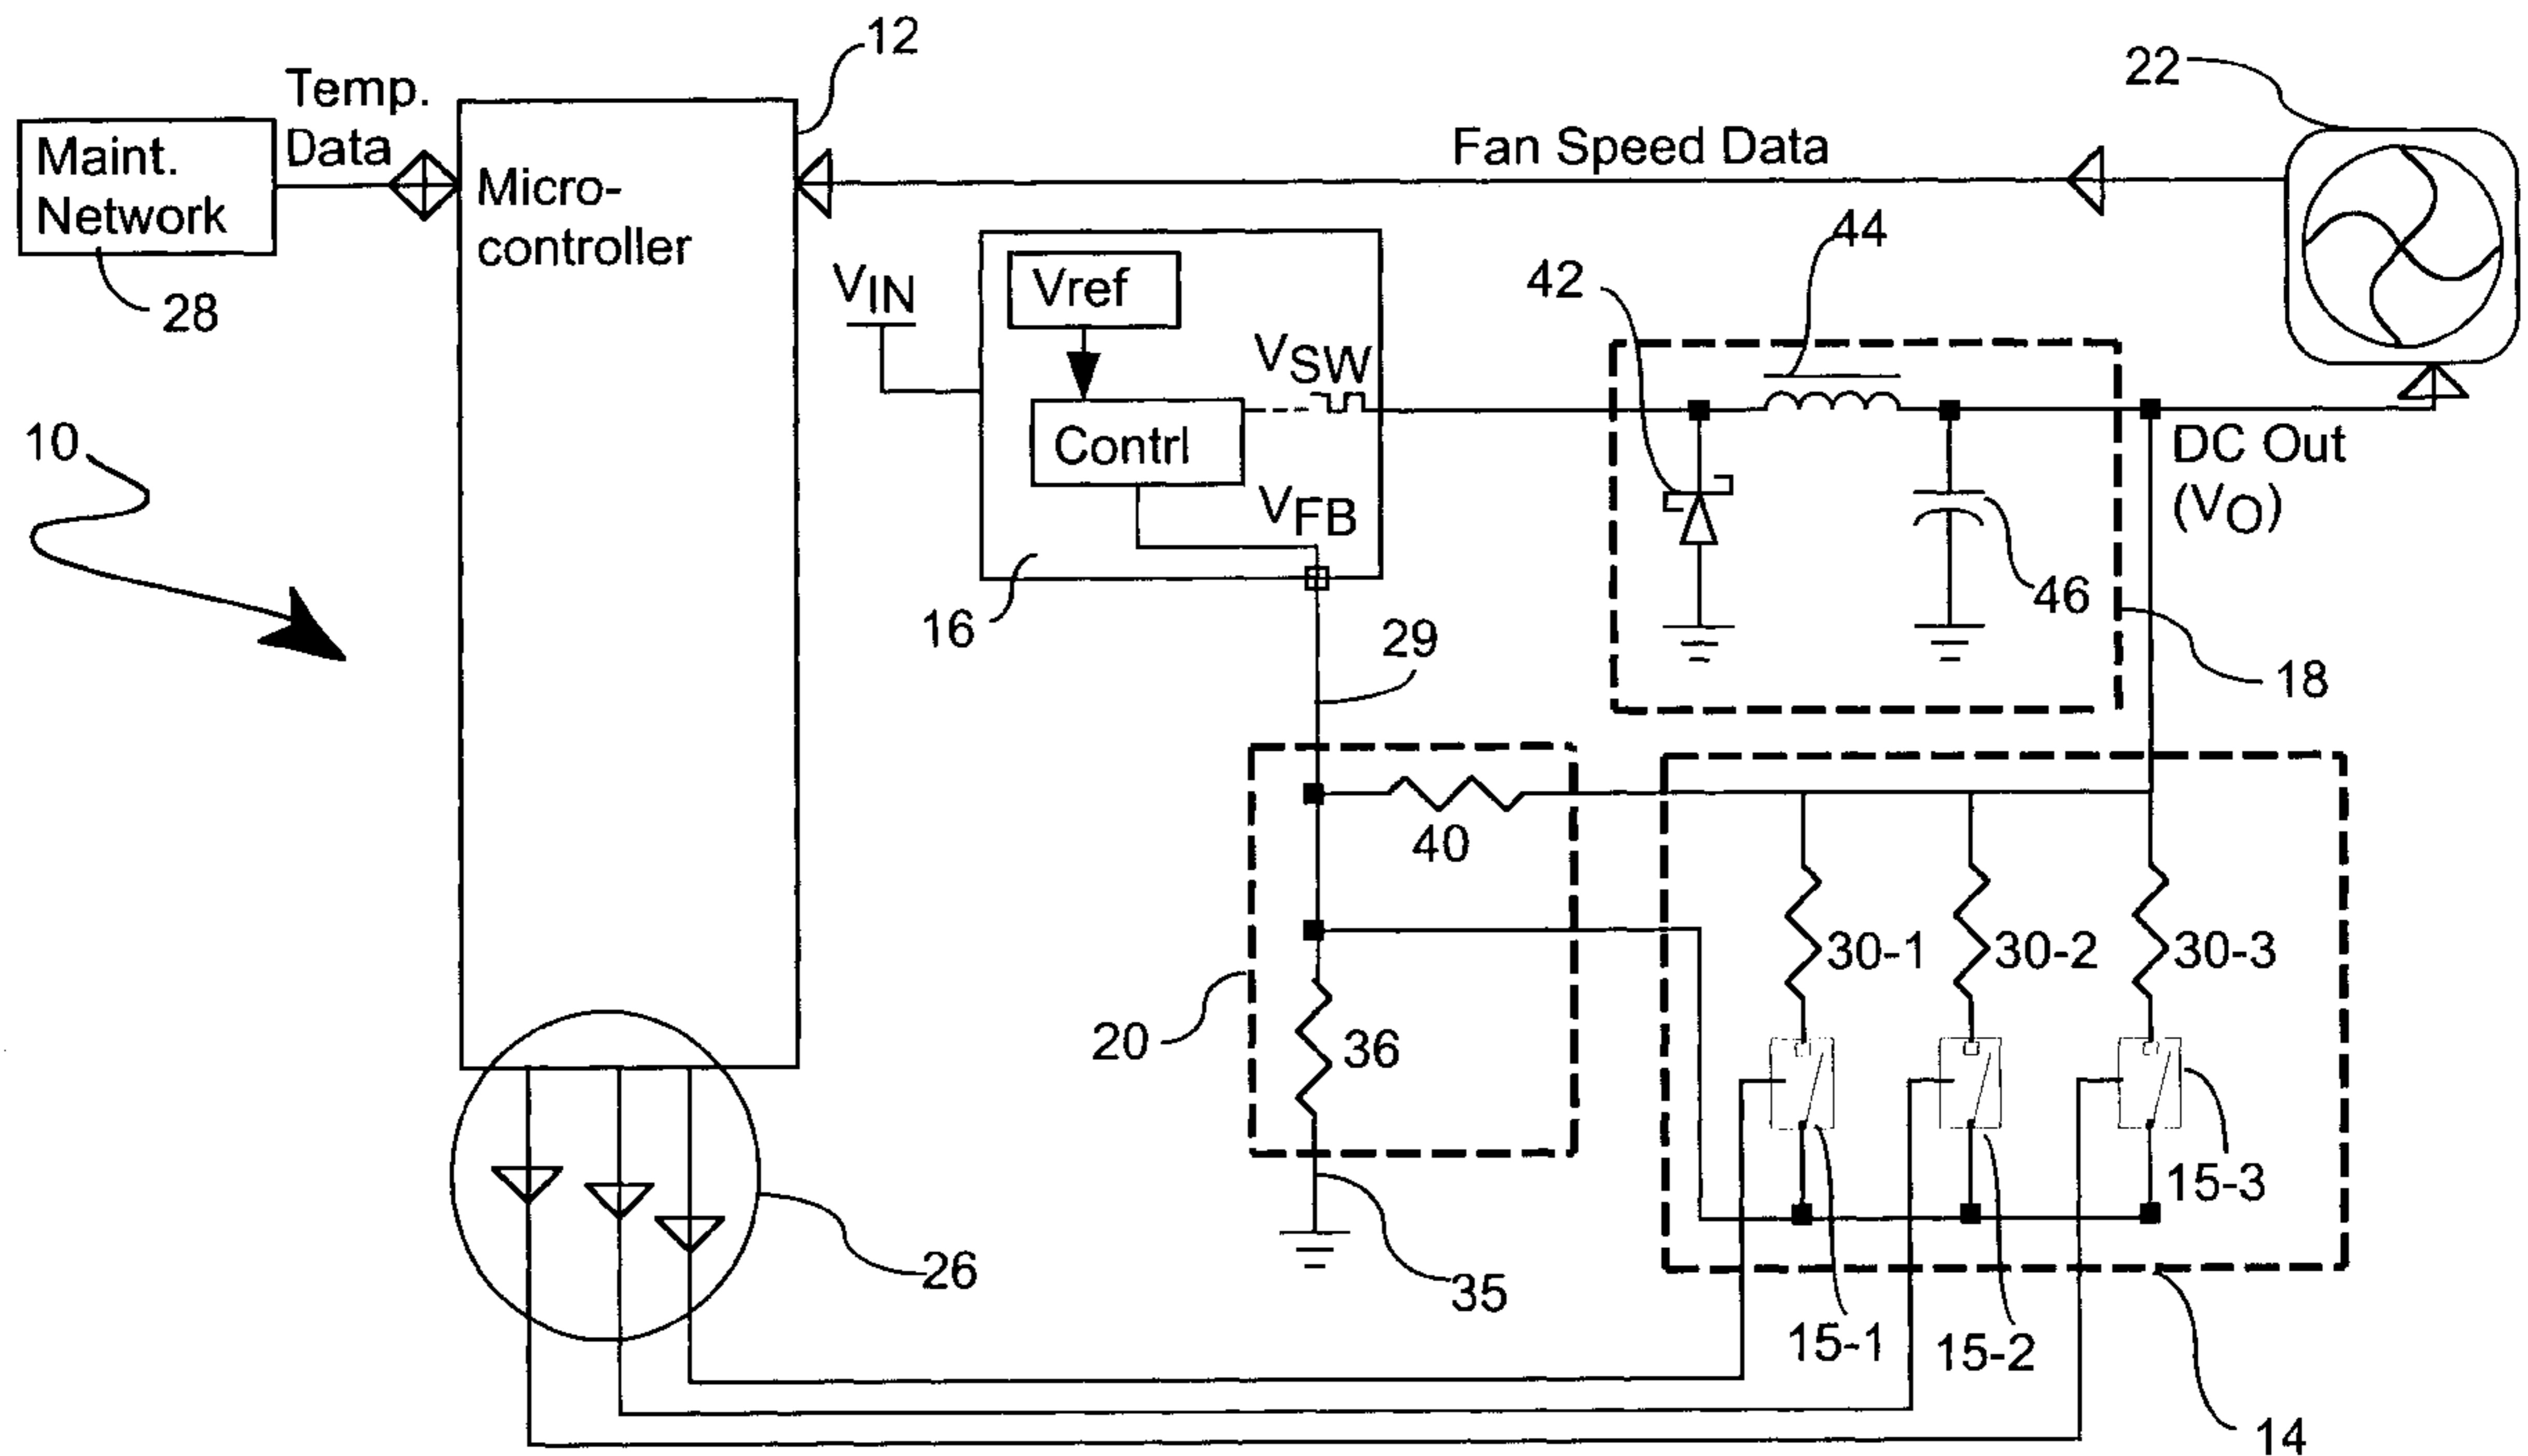 12
22
Temp.
Data
Maint.
Network
Micro-
controller
Fan Speed Data
28
VIN
Vref
44
42
VSW
10
Contrl
DC Out
(VO)
VFB
16
46
29
18
40
30-1
30-2
30-3
20
36
15-3
26
35
15-1
15-2
14